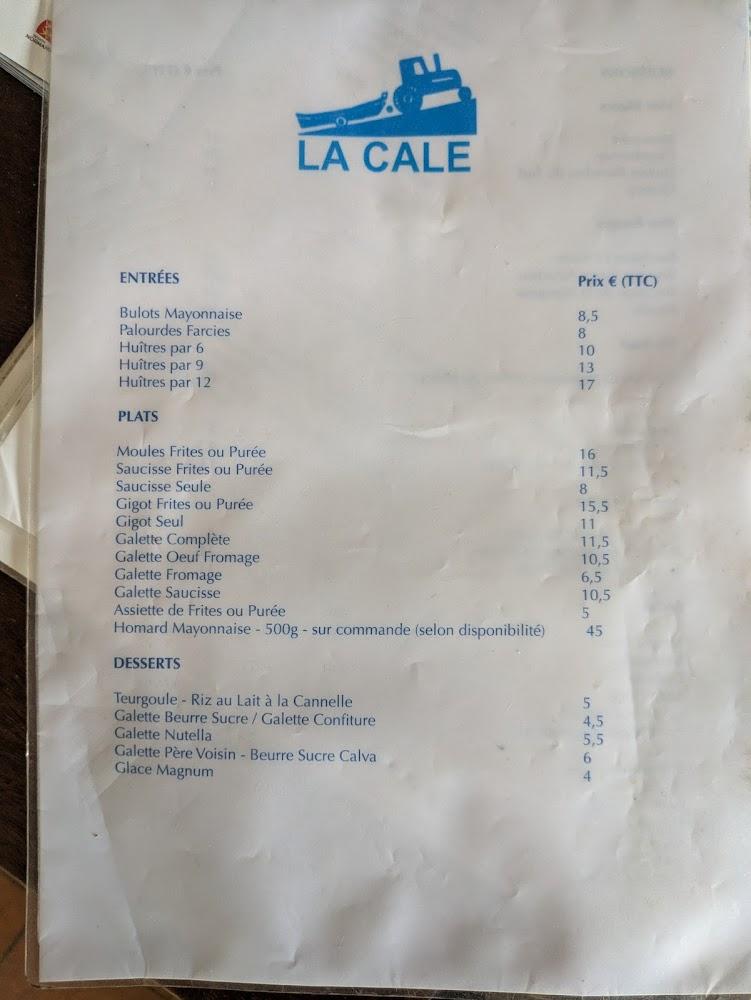 LA CALE
ENTRÉES Prix € (TTC)
Bulots Mayonnaise 8,5
Palourdes Farcies 8
Huîtres par 6 10
Huîtres par 9 13
Huîtres par 12 17
PLATS
Moules Frites ou Purée 16
Saucisse Frites ou Purée 11,5
Saucisse Seule 8
Gigot Frites ou Purée 15,5
Gigot Seul 11
Galette Complète 11,5
Galette Oeuf Fromage 10,5
Galette Fromage 6,5
Galette Saucisse 10,5
Assiette de Frites ou Purée 5
Homard Mayonnaise - 500g - sur commande (selon disponibilité) 45
DESSERTS
Teurgoule - Riz au Lait à la Cannelle 5
Galette Beurre Sucre / Galette Confiture 4,5
Galette Nutella 5,5
Galette Père Voisin - Beurre Sucre Calva 6
Glace Magnum 4